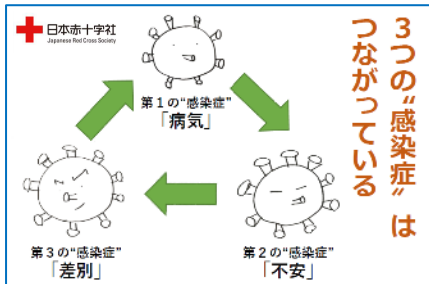 日本赤十字社
Japanese Red Cross Society
3つの“感染症”は
つながっている
第1の“感染症”
「病気」
第2の“感染症”
「不安」
第3の“感染症”
「差別」